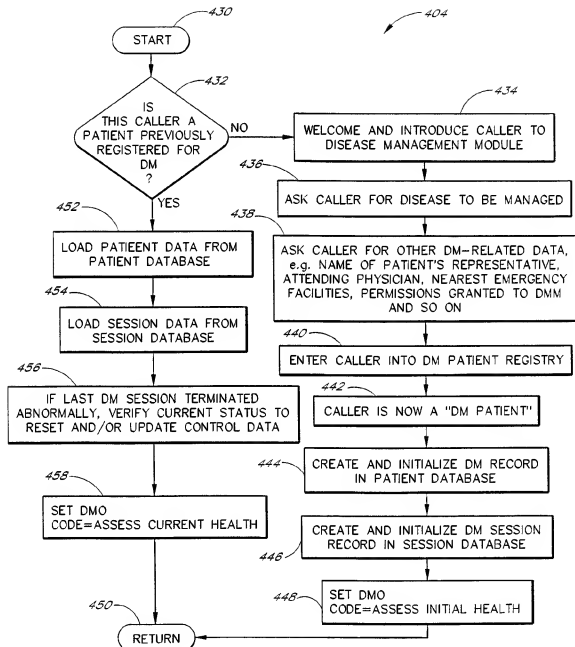 430
404
START
432
IS
THIS CALLER A
PATIENT PREVIOUSLY
REGISTERED FOR
DM
?
NO
YES
434
WELCOME AND INTRODUCE CALLER TO
DISEASE MANAGEMENT MODULE
436
ASK CALLER FOR DISEASE TO BE MANAGED
438
ASK CALLER FOR OTHER DM-RELATED DATA,
e.g. NAME OF PATIENT'S REPRESENTATIVE,
ATTENDING PHYSICIAN, NEAREST EMERGENCY
FACILITIES, PERMISSIONS GRANTED TO DMM
AND SO ON
440
ENTER CALLER INTO DM PATIENT REGISTRY
442
CALLER IS NOW A "DM PATIENT"
444
CREATE AND INITIALIZE DM RECORD
IN PATIENT DATABASE
446
CREATE AND INITIALIZE DM SESSION
RECORD IN SESSION DATABASE
448
SET DMO
CODE=ASSESS INITIAL HEALTH
452
LOAD PATIEENT DATA FROM
PATIENT DATABASE
454
LOAD SESSION DATA FROM
SESSION DATABASE
456
IF LAST DM SESSION TERMINATED
ABNORMALLY, VERIFY CURRENT STATUS TO
RESET AND/OR UPDATE CONTROL DATA
458
SET DMO
CODE=ASSESS CURRENT HEALTH
450
RETURN